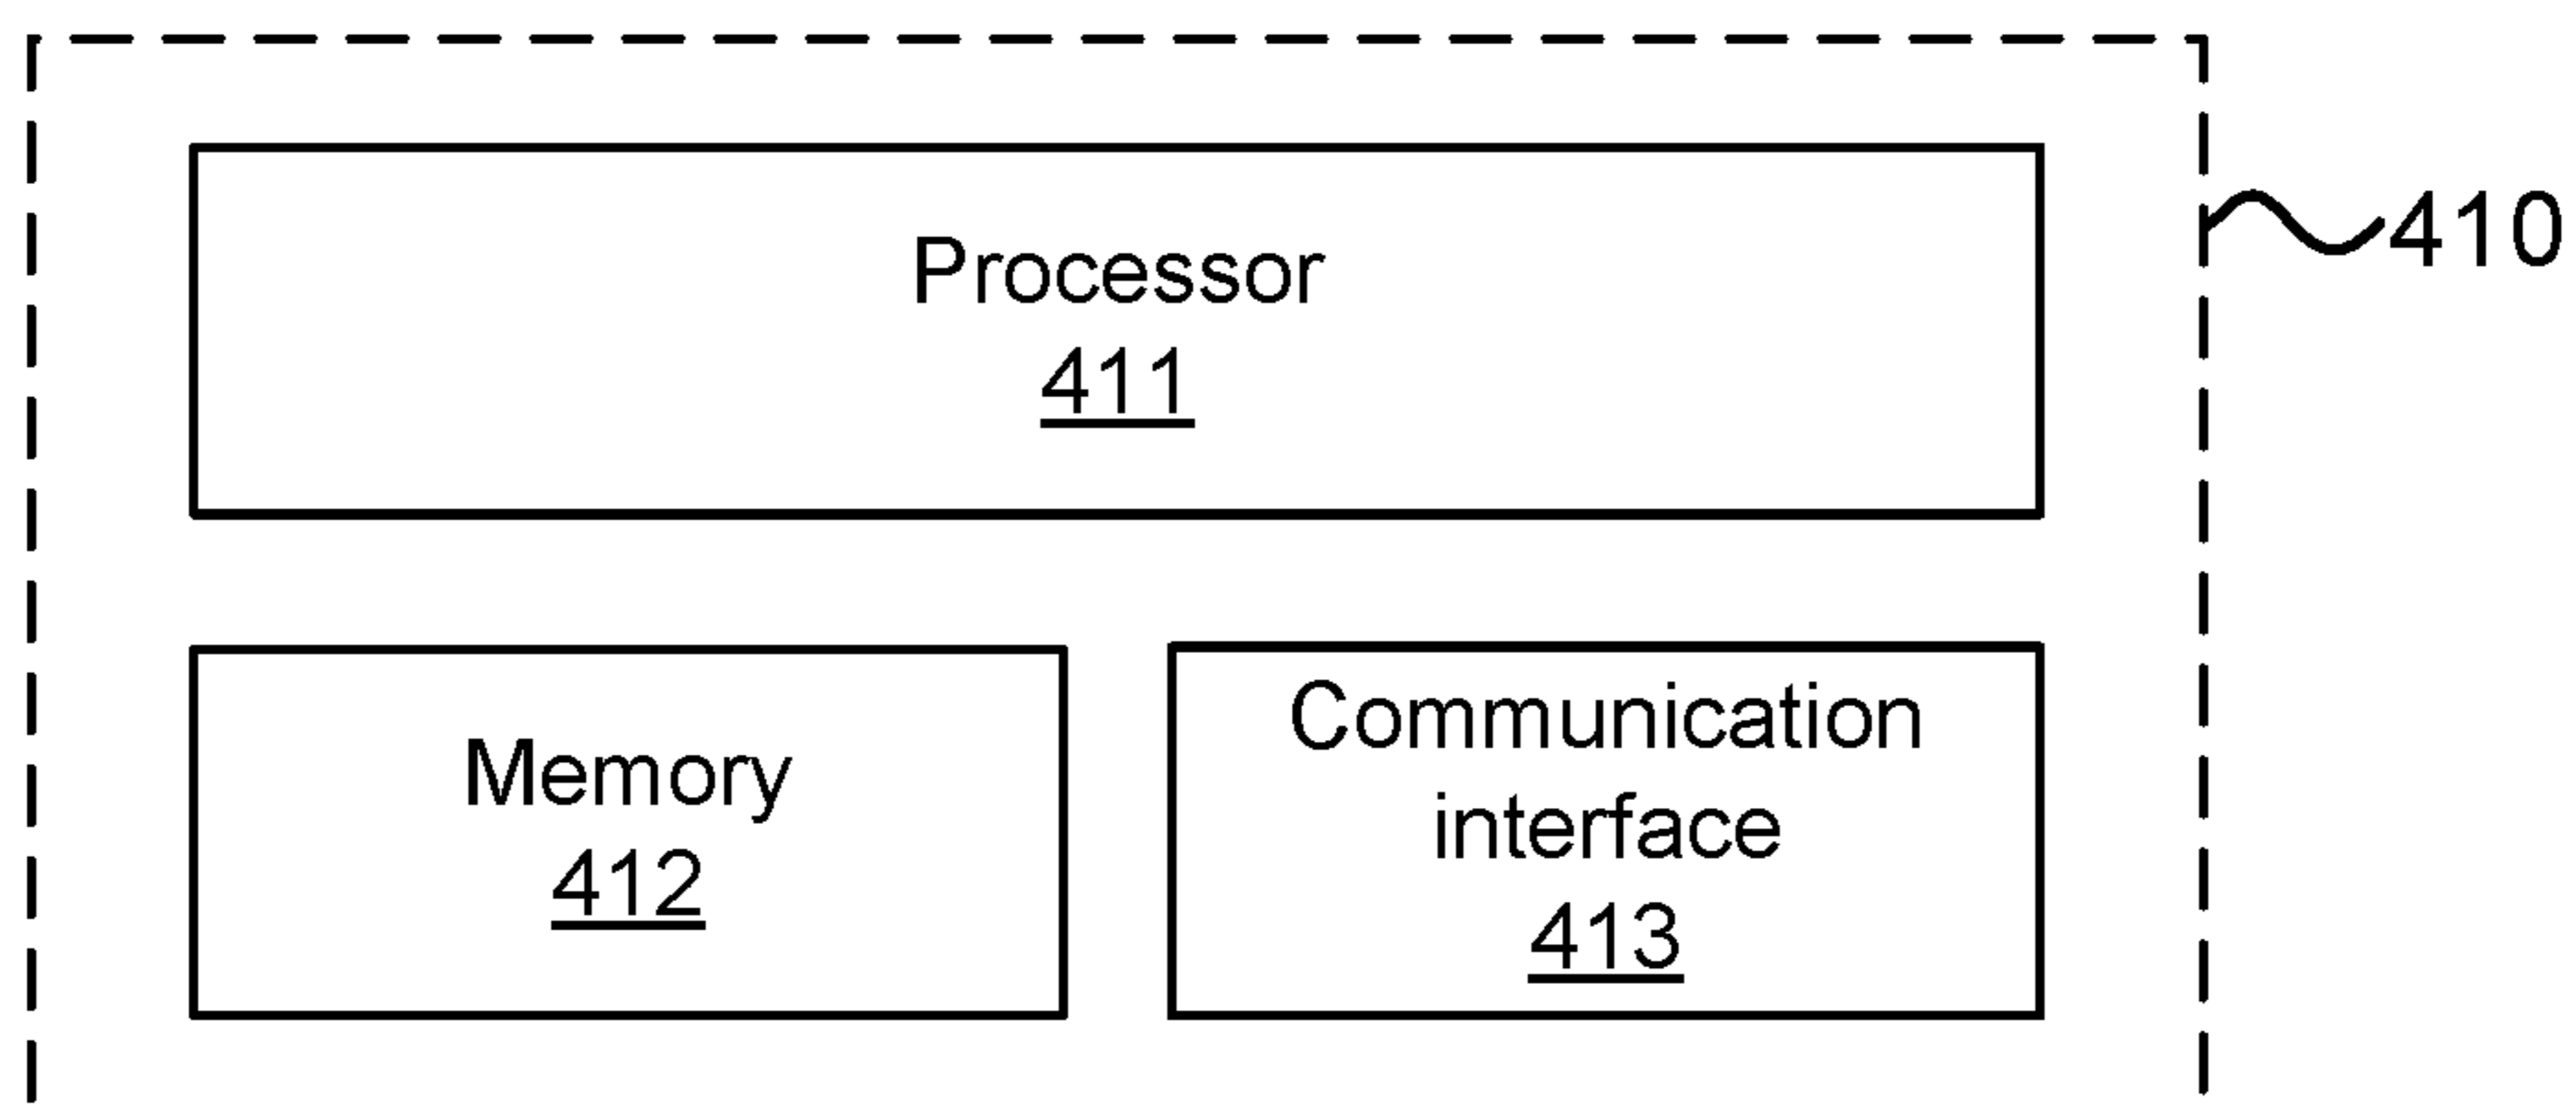 Processor
411
410
Memory
412
Communication
interface
413